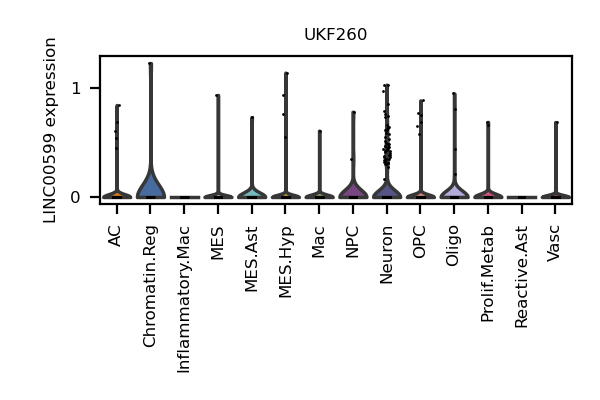 UKF260
LINC00599 expression
1
0
AC
Chromatin.Reg
Inflammatory.Mac
MES
MES.Ast
MES.Hyp
Mac
NPC
Neuron
OPC
Oligo
Prolif.Metab
Reactive.Ast
Vasc